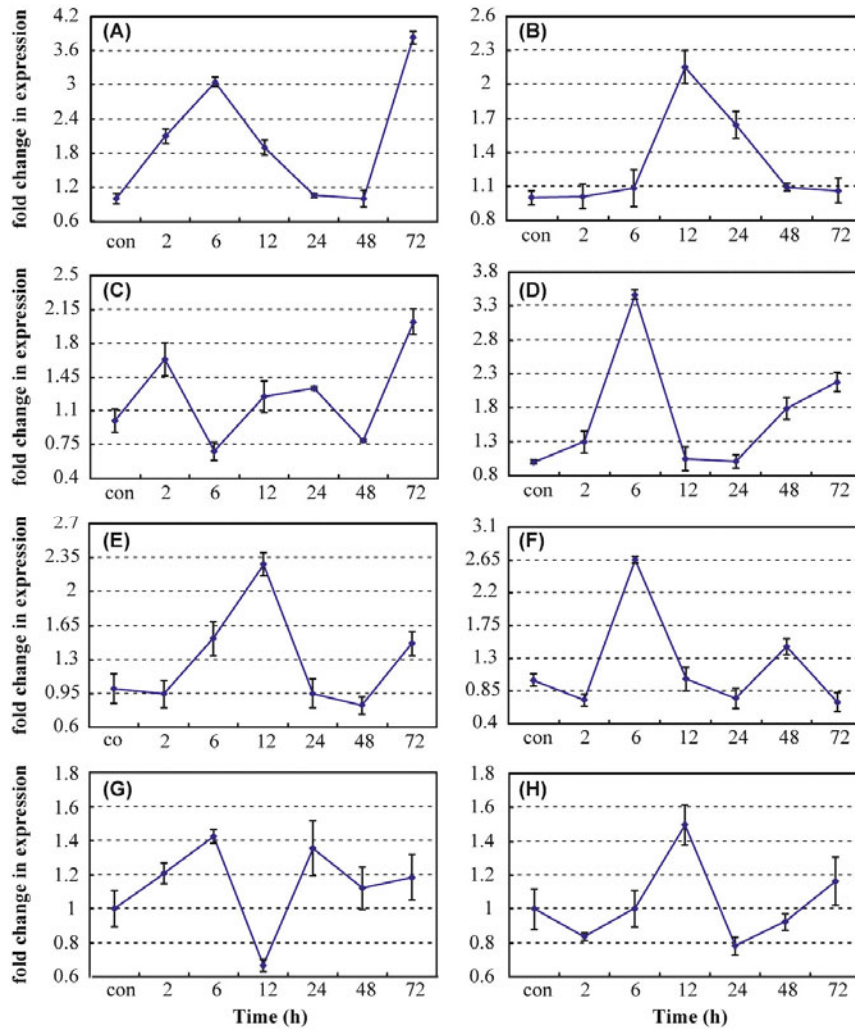 (A)
fold change in expression
4.2
3.6
3
2.4
1.8
1.2
0.6
con 2 6 12 24 48 72
(B)
2.6
2.3
2
1.7
1.4
1.1
0.8
con 2 6 12 24 48 72
(C)
fold change in expression
2.5
2.15
1.8
1.45
1.1
0.75
0.4
con 2 6 12 24 48 72
(D)
3.8
3.3
2.8
2.3
1.8
1.3
0.8
con 2 6 12 24 48 72
(E)
fold change in expression
2.7
2.35
2
1.65
1.3
0.95
0.6
co 2 6 12 24 48 72
(F)
3.1
2.65
2.2
1.75
1.3
0.85
0.4
con 2 6 12 24 48 72
(G)
fold change in expression
1.8
1.6
1.4
1.2
1
0.8
0.6
con 2 6 12 24 48 72
Time (h)
(H)
1.8
1.6
1.4
1.2
1
0.8
0.6
con 2 6 12 24 48 72
Time (h)